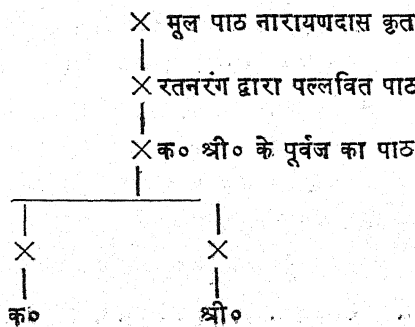 × मूल पाठ नारायणदास कृत
× रतनरंग द्वारा पल्लवित पाठ
× क० श्री० के पूर्वज का पाठ
× ×
क० श्री०